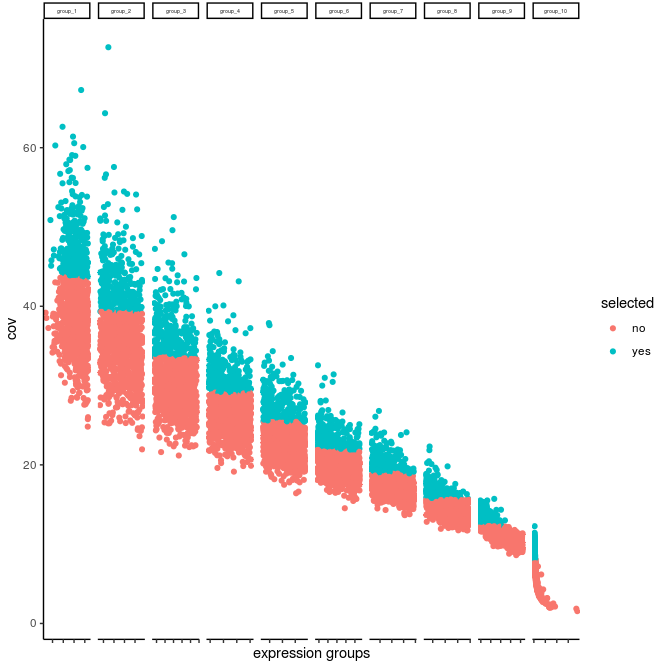 group_1 group_2 group_3 group_4 group_5 group_6 group_7 group_8 group_9 group_10
60
40
20
0
cov
expression groups
selected
no
yes